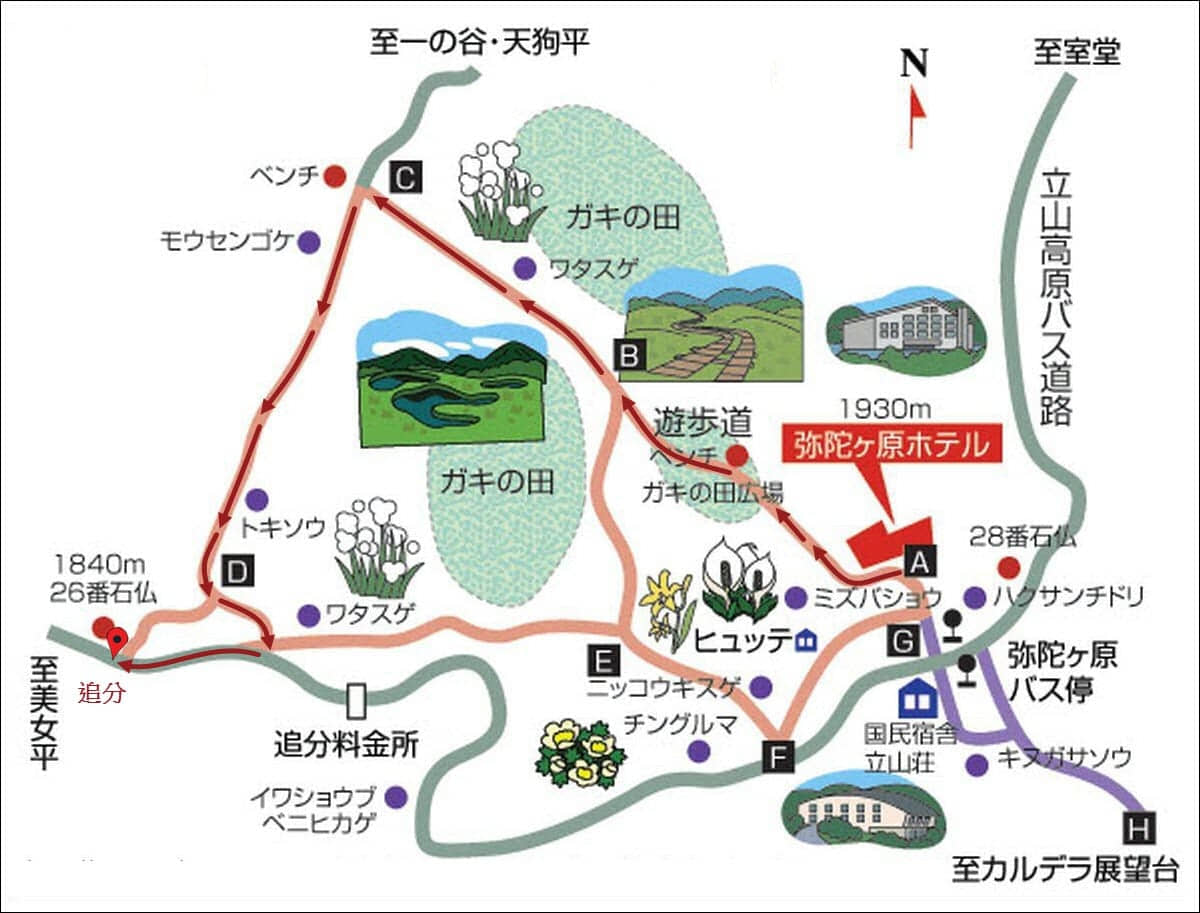 至一の谷・天狗平
N
至室堂
ベンチ
C
ガキの田
モウセンゴケ
ワタスゲ
立山高原バス道路
B
1930m
弥陀ヶ原ホテル
遊歩道
ベンチ
ガキの田広場
ガキの田
トキソウ
28番石仏
1840m
26番石仏
D
A
ワタスゲ
ミズバショウ
ハクサンチドリ
ヒュッテ
G
E
至美女平
追分
ニッコウキスゲ
弥陀ヶ原
バス停
チングルマ
国民宿舎
立山荘
追分料金所
F
キヌガサソウ
イワショウブ
ベニヒカゲ
H
至カルデラ展望台